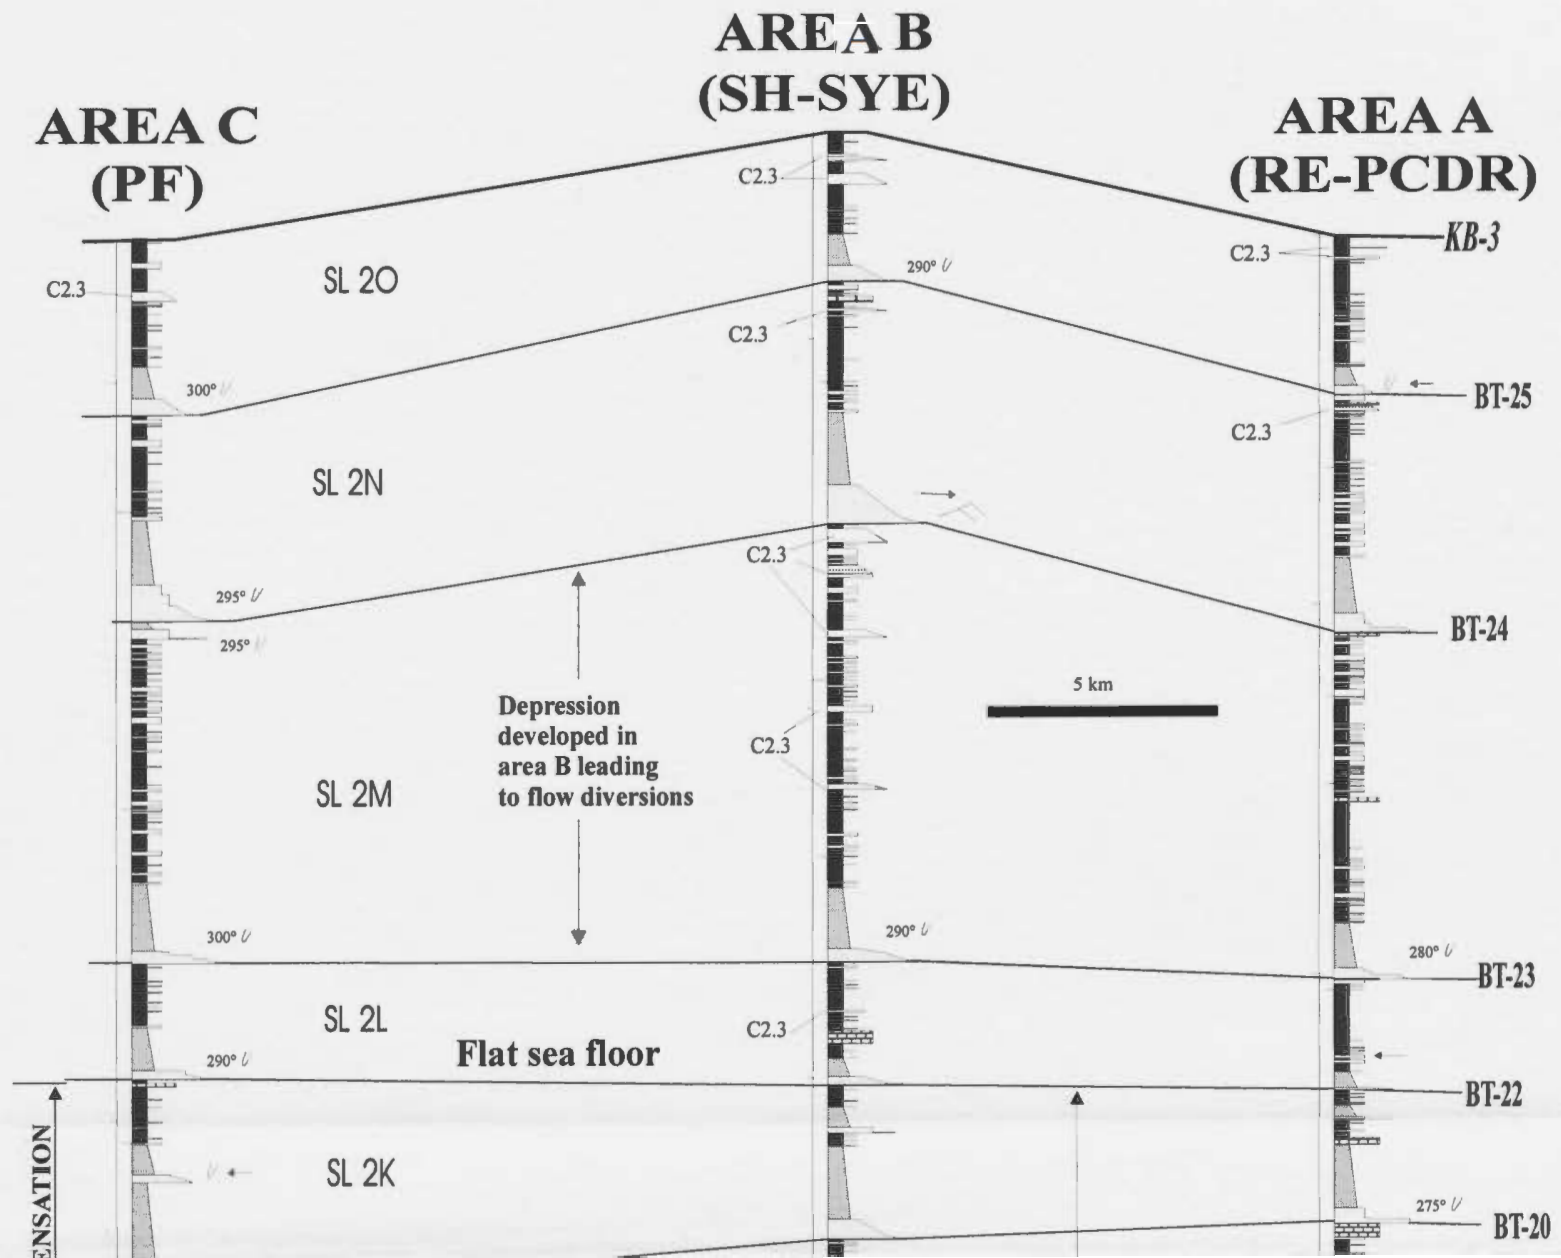 AREA B
(SH-SYE)
AREA C
(PF)
AREA A
(RE-PCDR)
C2.3
KB-3
C2.3
SL 2O
C2.3
290°
C2.3
300°
BT-25
C2.3
SL 2N
C2.3
295°
295°
BT-24
5 km
Depression
developed in
area B leading
to flow diversions
C2.3
SL 2M
300°
290°
280°
BT-23
SL 2L
C2.3
Flat sea floor
290°
BT-22
ENSATION
SL 2K
275°
BT-20